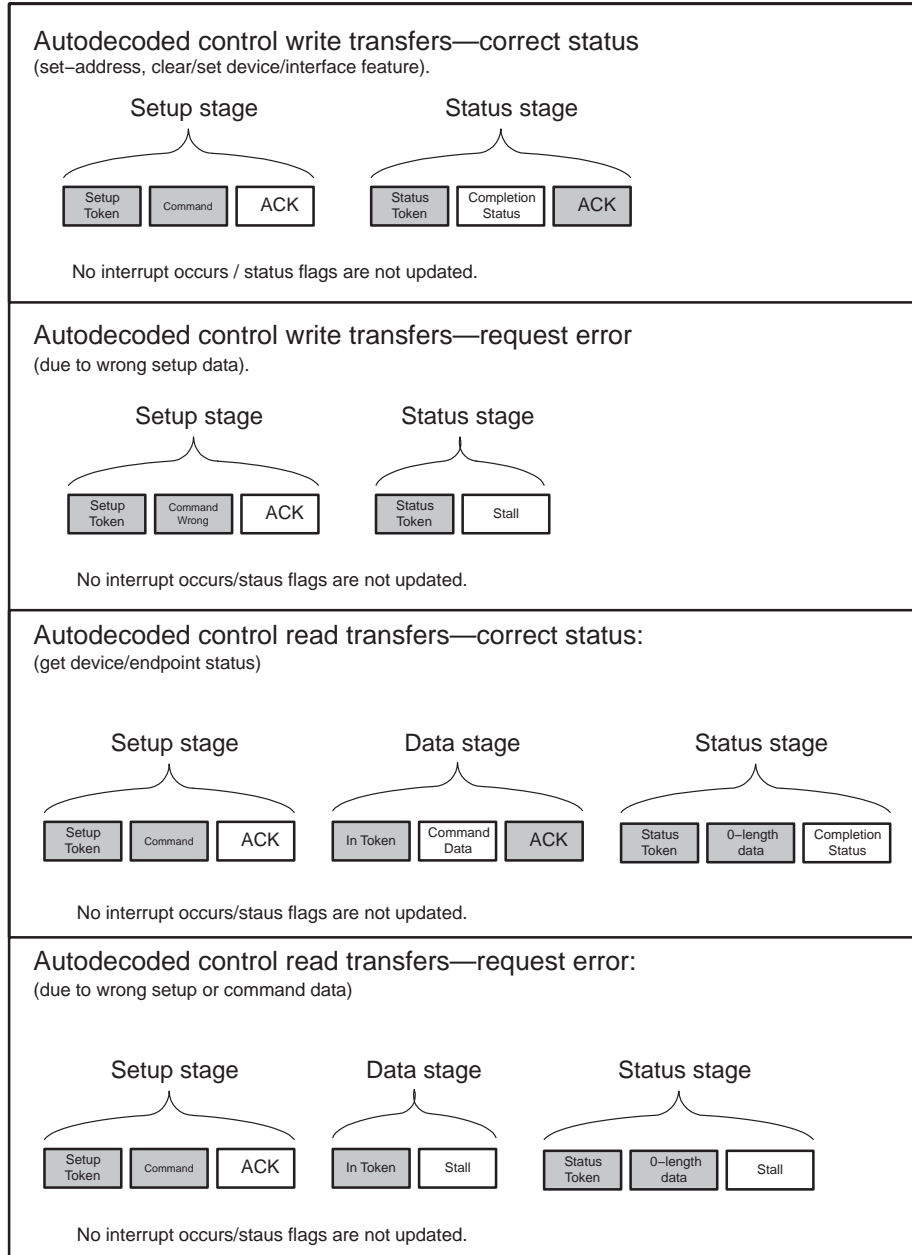 Autodecoded control write transfers—correct status
(set−address, clear/set device/interface feature).
Setup stage
Status stage
Setup Token
Command
ACK
Status Token
Completion Status
ACK
No interrupt occurs / status flags are not updated.
Autodecoded control write transfers—request error
(due to wrong setup data).
Setup stage
Status stage
Setup Token
Command Wrong
ACK
Status Token
Stall
No interrupt occurs/staus flags are not updated.
Autodecoded control read transfers—correct status:
(get device/endpoint status)
Setup stage
Data stage
Status stage
Setup Token
Command
ACK
In Token
Command Data
ACK
Status Token
0−length data
Completion Status
No interrupt occurs/staus flags are not updated.
Autodecoded control read transfers—request error:
(due to wrong setup or command data)
Setup stage
Data stage
Status stage
Setup Token
Command
ACK
In Token
Stall
Status Token
0−length data
Stall
No interrupt occurs/staus flags are not updated.